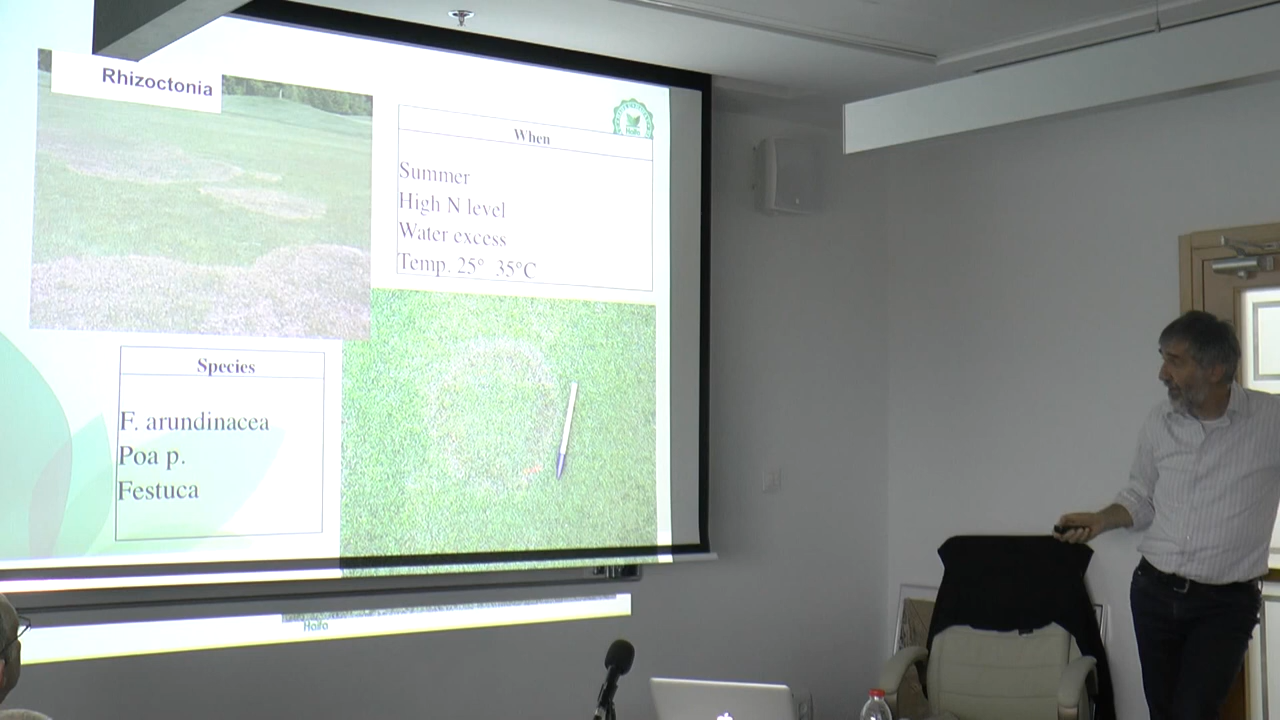 Rhizoctonia
When
Summer
High N level
Water excess
Temp. 25° 35°C
Species
F. arundinacea
Poa p.
Festuca
Haifa